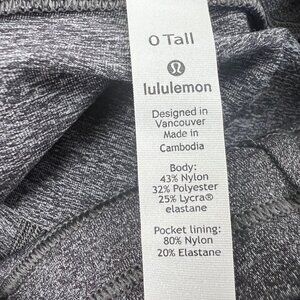 0 Tall
lululemon
Designed in
Vancouver
Made in
Cambodia
Body:
43% Nylon
32% Polyester
25% Lycra®
elastane
Pocket lining:
80% Nylon
20% Elastane